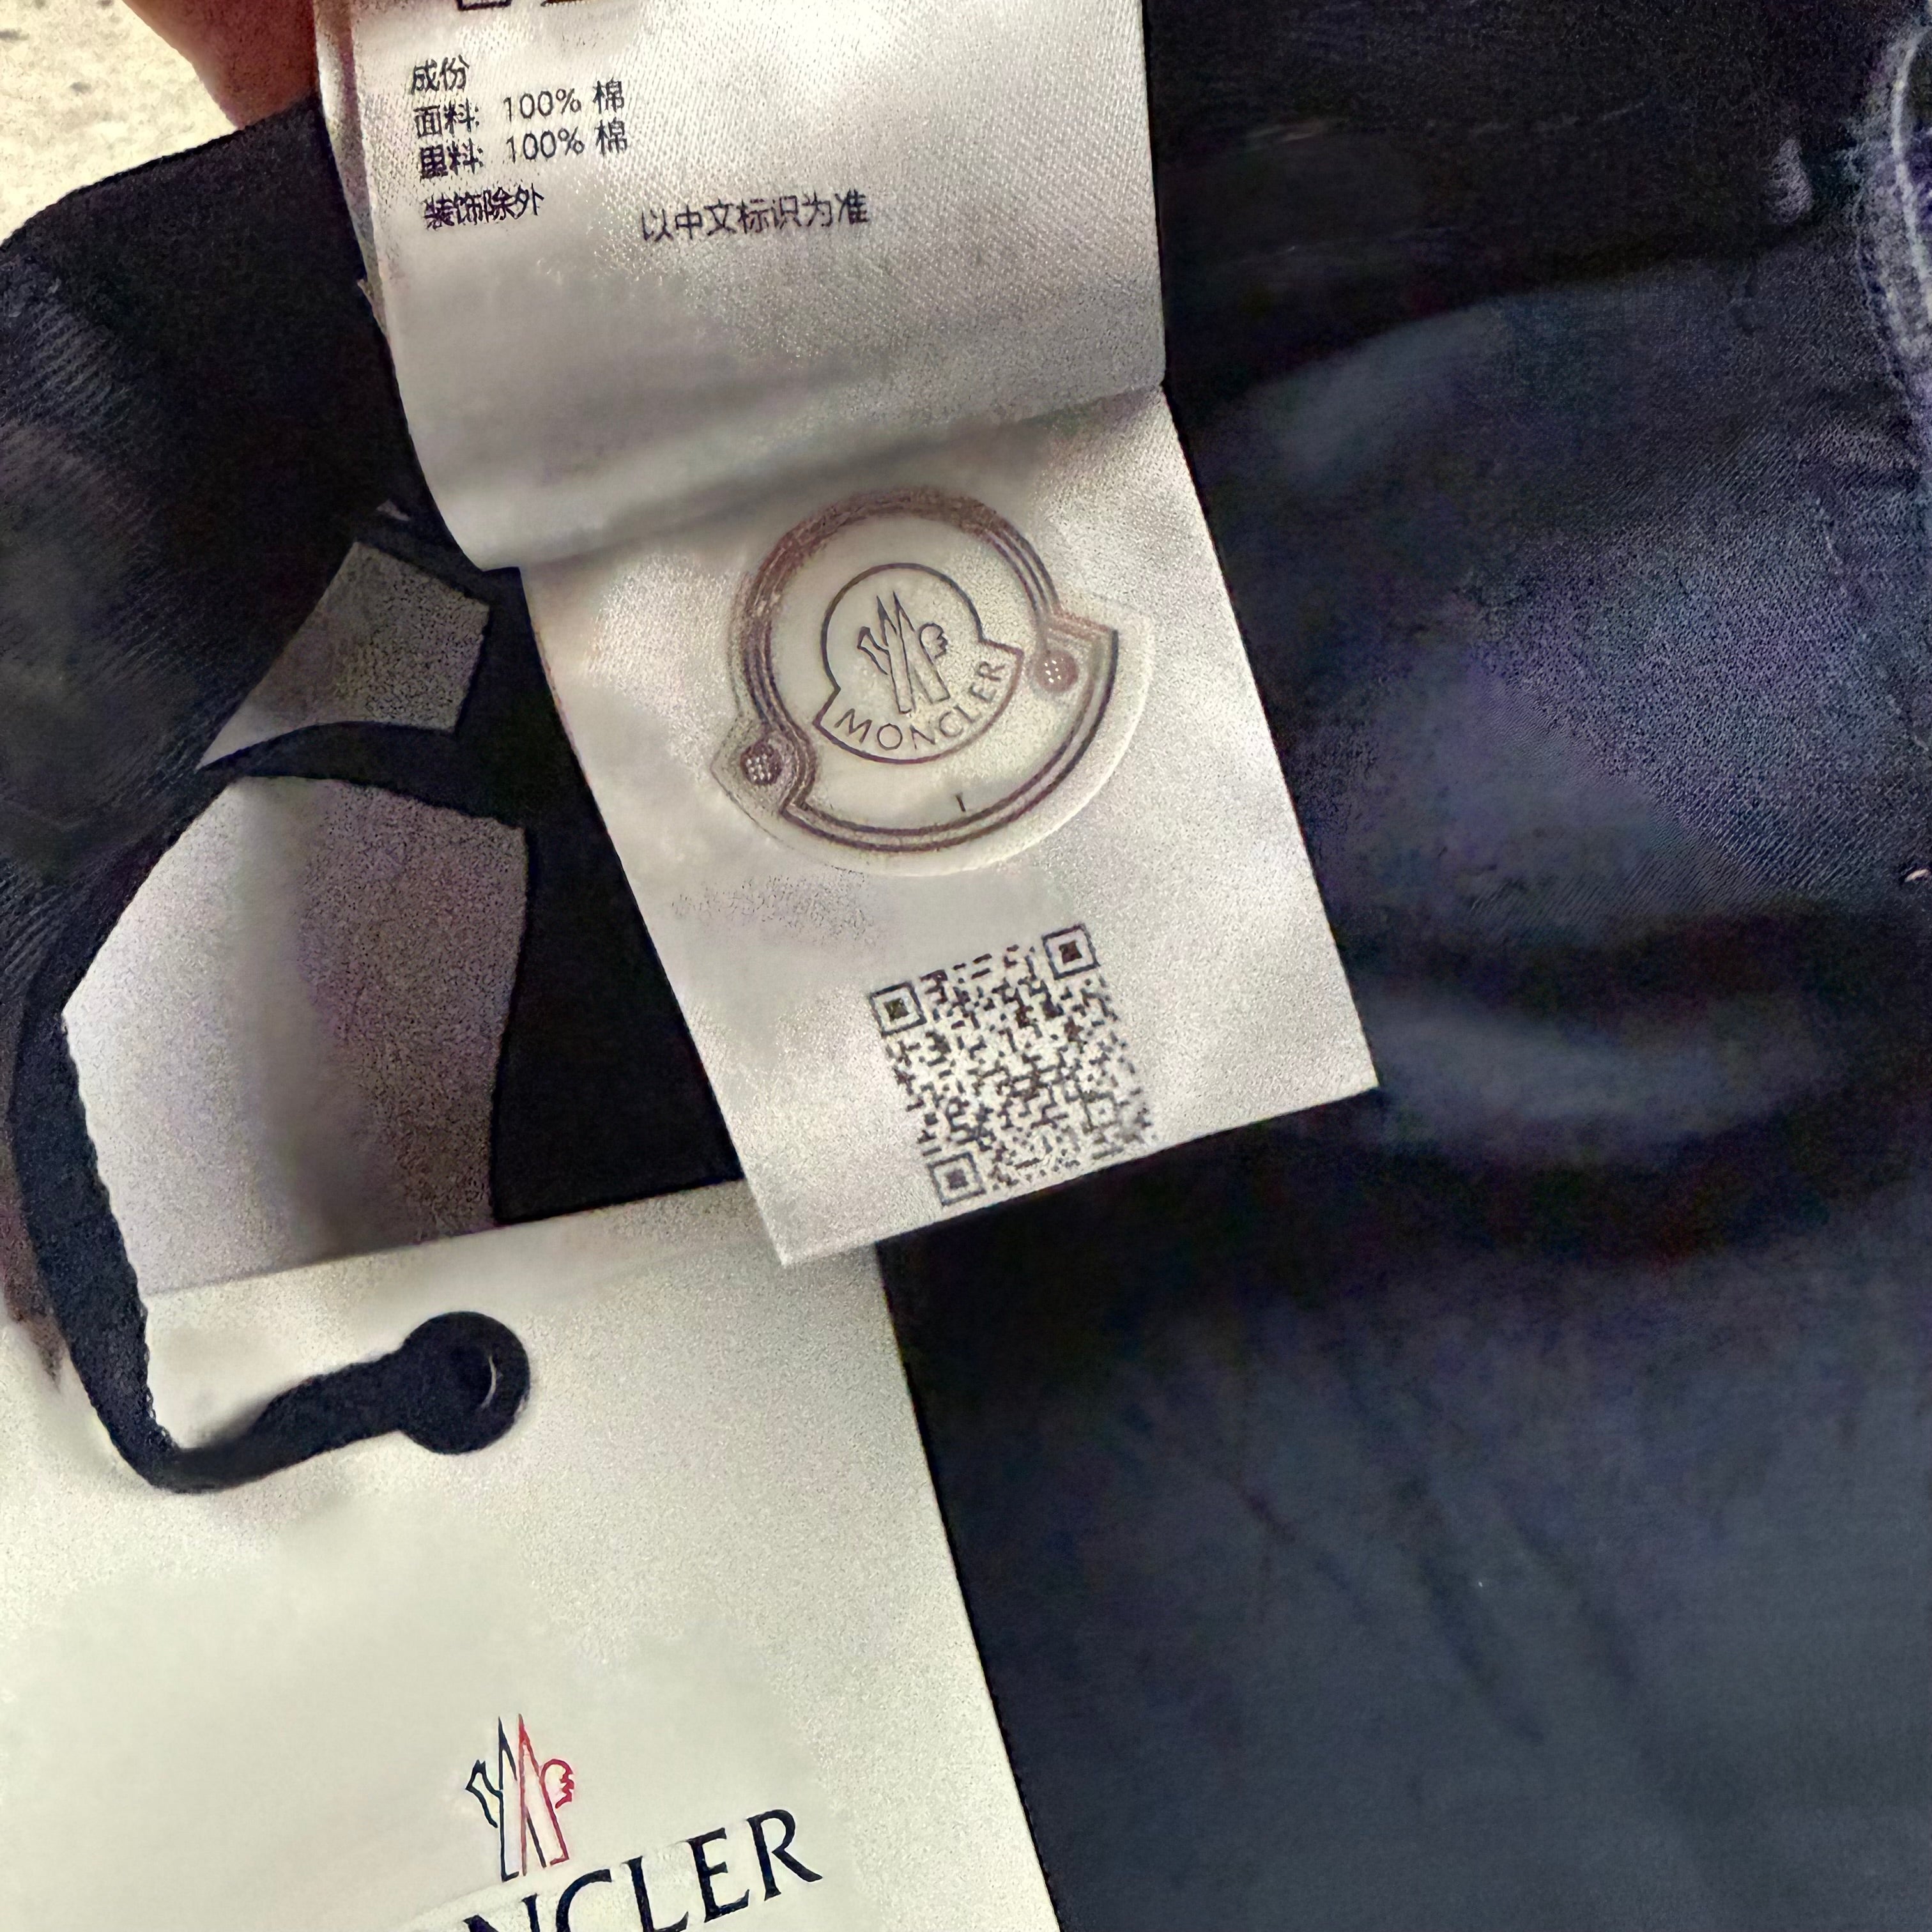 成份
面料: 100% 棉
里料: 100% 棉
装饰除外
以中文标识为准
MONCLER
NCLER